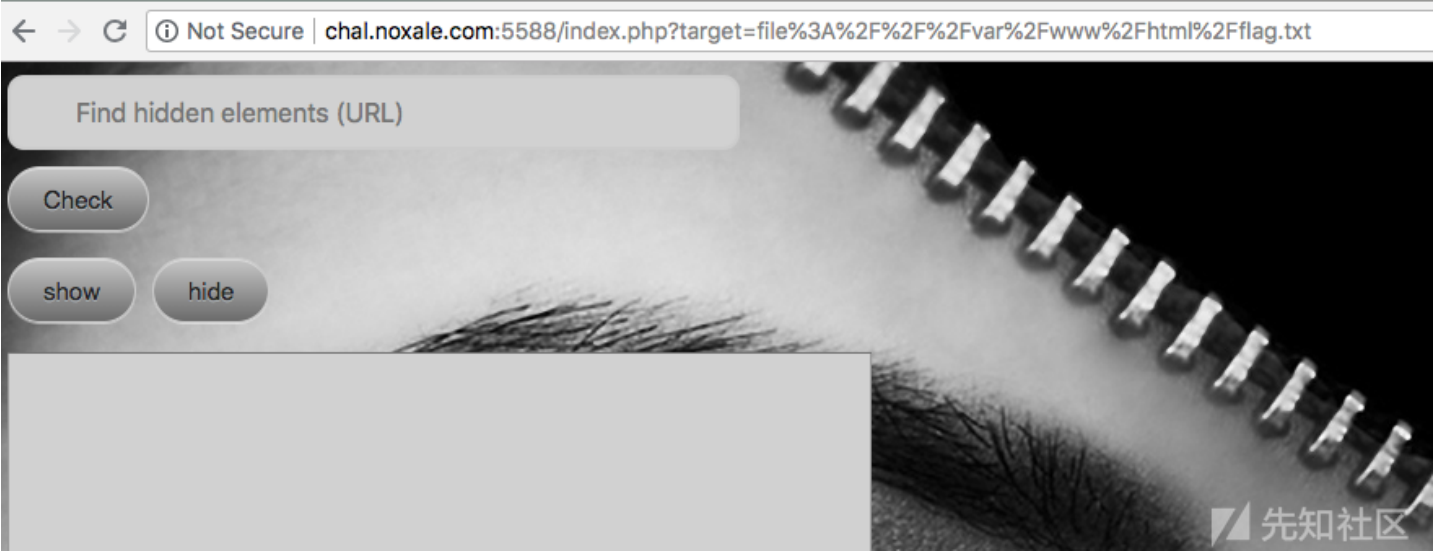 Not Secure | chal.noxale.com:5588/index.php?target=file%3A%2F%2F%2Fvar%2Fwww%2Fhtml%2Fflag.txt
Find hidden elements (URL)
Check
show hide
先知社区